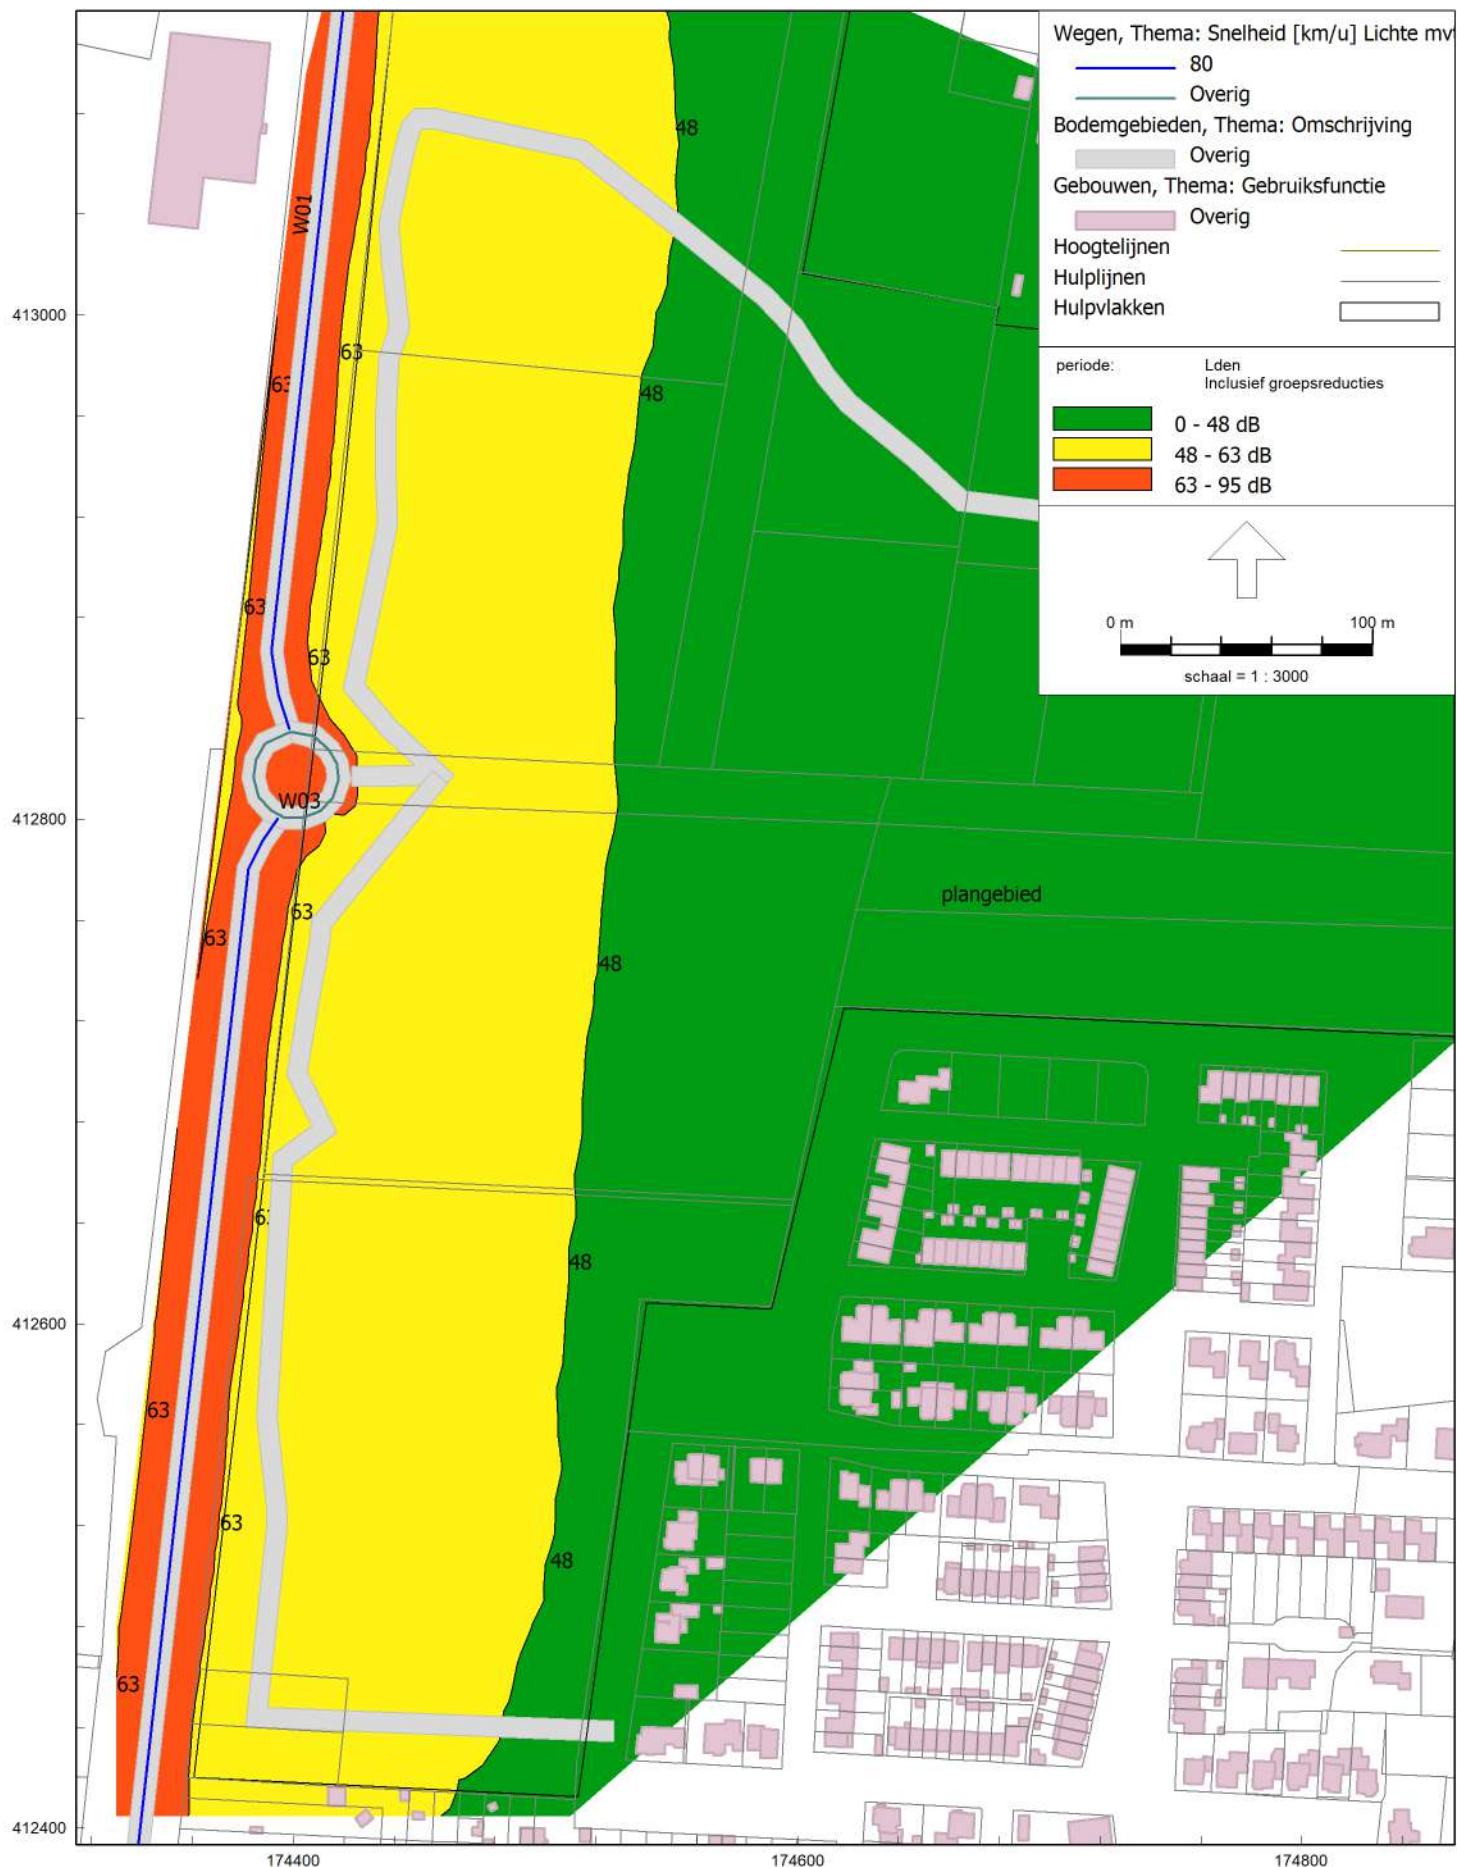 Wegen, Thema: Snelheid [km/u] Lichte mv
80
Overig
Bodemgebieden, Thema: Omschrijving
Overig
Gebouwen, Thema: Gebruiksfunctie
Overig
Hoogtelijnen
Hulplijnen
Hulpvlakken
periode: Lden
Inclusief groepsreducties
0 - 48 dB
48 - 63 dB
63 - 95 dB
0 m 100 m
schaal = 1 : 3000
48
W01
413000
63
63
48
63
63
W03
412800
plangebied
63
63
48
63
48
412600
63
63
48
63
412400
174400 174600 174800